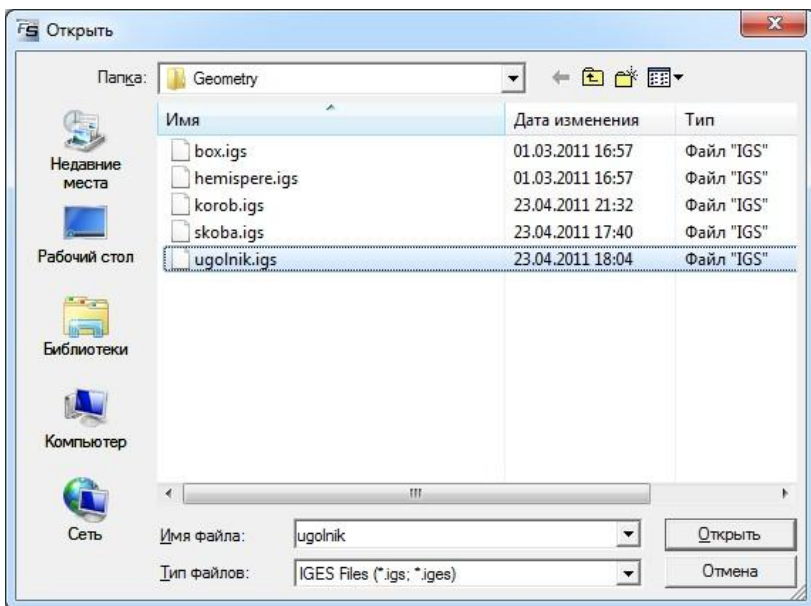 FS Открыть
Папка: Geometry
Имя Дата изменения Тип
box.igs 01.03.2011 16:57 Файл "IGS"
hemispere.igs 01.03.2011 16:57 Файл "IGS"
korob.igs 23.04.2011 21:32 Файл "IGS"
skoba.igs 23.04.2011 17:40 Файл "IGS"
ugolnik.igs 23.04.2011 18:04 Файл "IGS"
Недавние
места
Рабочий стол
Библиотеки
Компьютер
Сеть
Имя файла: ugolnik Открыть
Тип файлов: IGES Files (*.igs; *.iges) Отмена